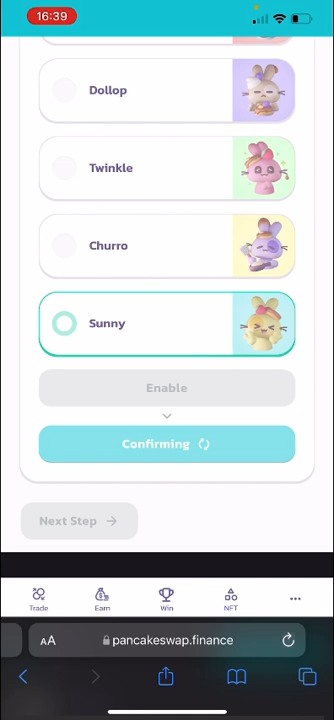 16:39
Dollop
Twinkle
Churro
Sunny
Enable
Confirming
Next Step
Trade
Earn
Win
NFT
AA
pancakeswap.finance